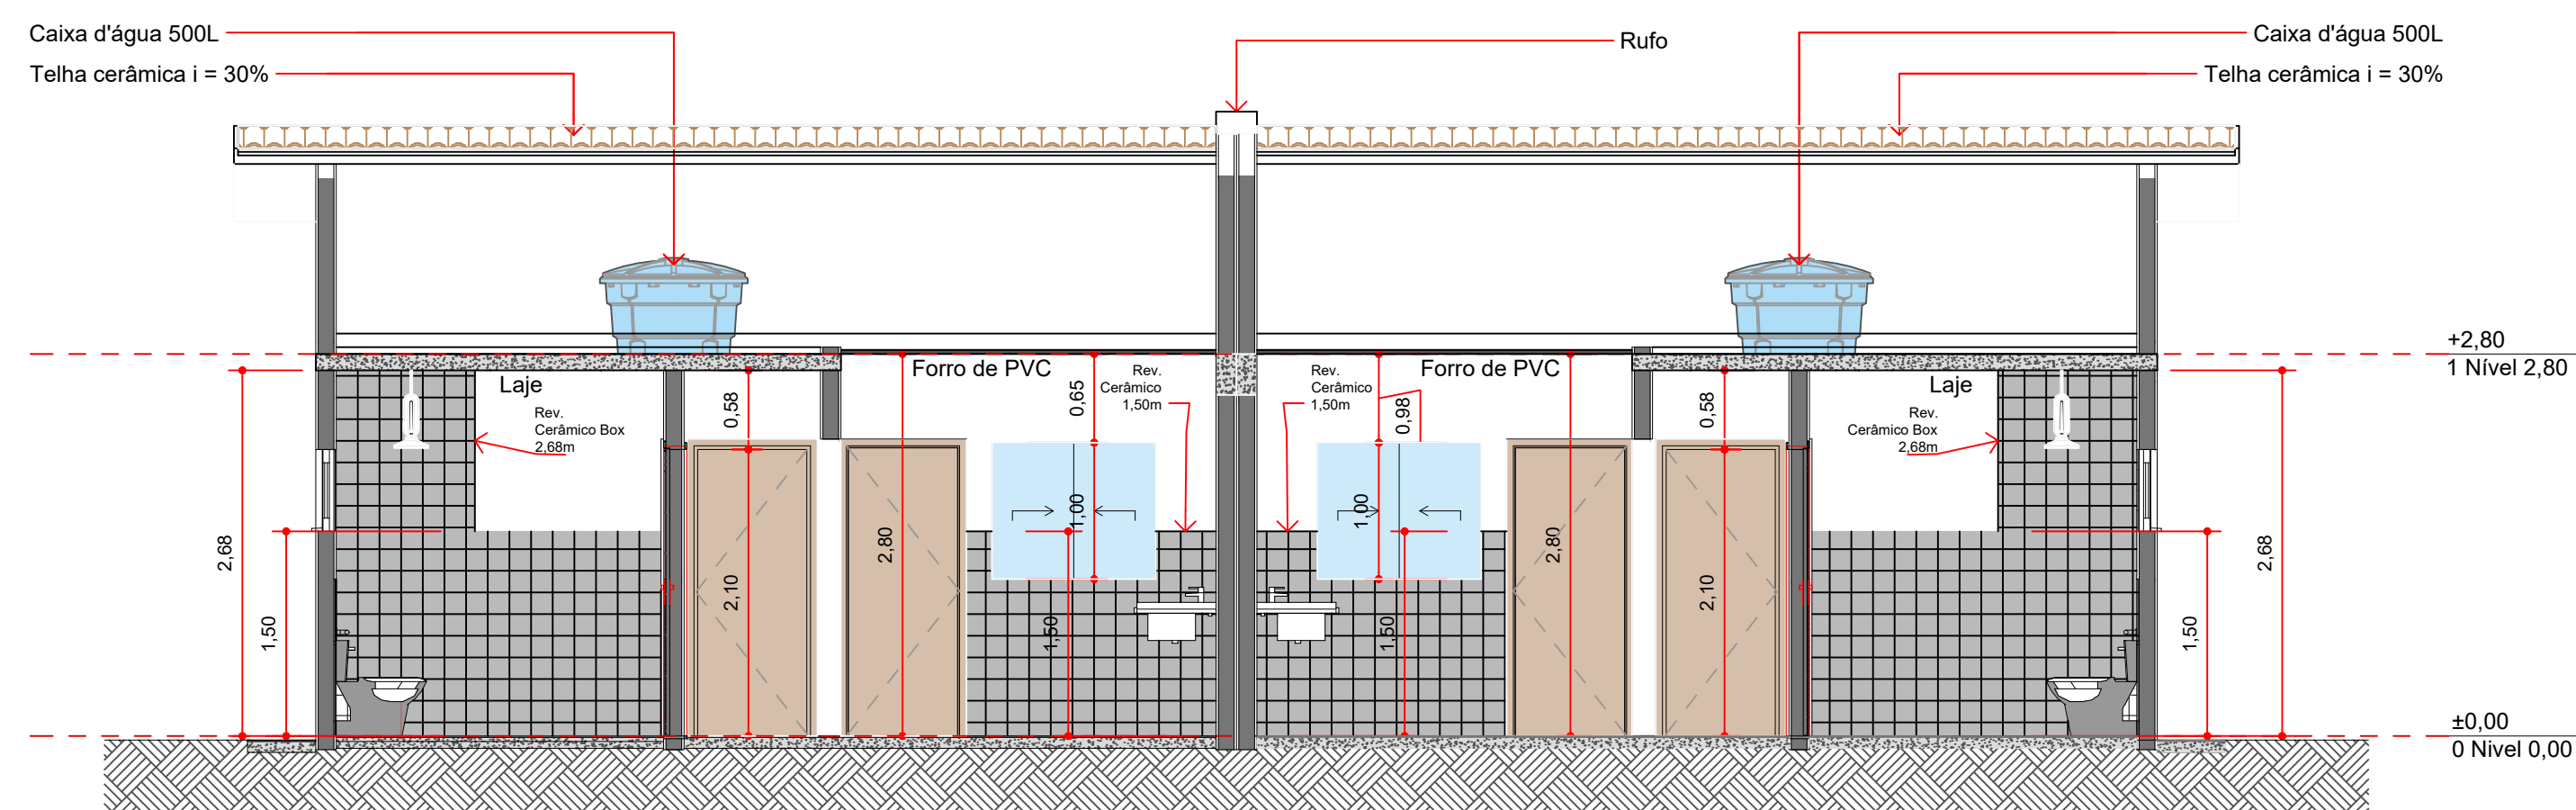 Caixa d'água 500L
Telha cerâmica i = 30%
Rufo
Caixa d'água 500L
Telha cerâmica i = 30%
+2,80
1 Nível 2,80
Laje
Rev.
Cerâmico Box
2,68m
0,58
Forro de PVC
0,65
Rev.
Cerâmico
1,50m
Rev.
Cerâmico
1,50m
0,98
Forro de PVC
0,58
Laje
Rev.
Cerâmico Box
2,68m
2,68
1,50
2,10
2,80
1,00
1,50
1,00
1,50
2,80
2,10
1,50
2,68
±0,00
0 Nivel 0,00